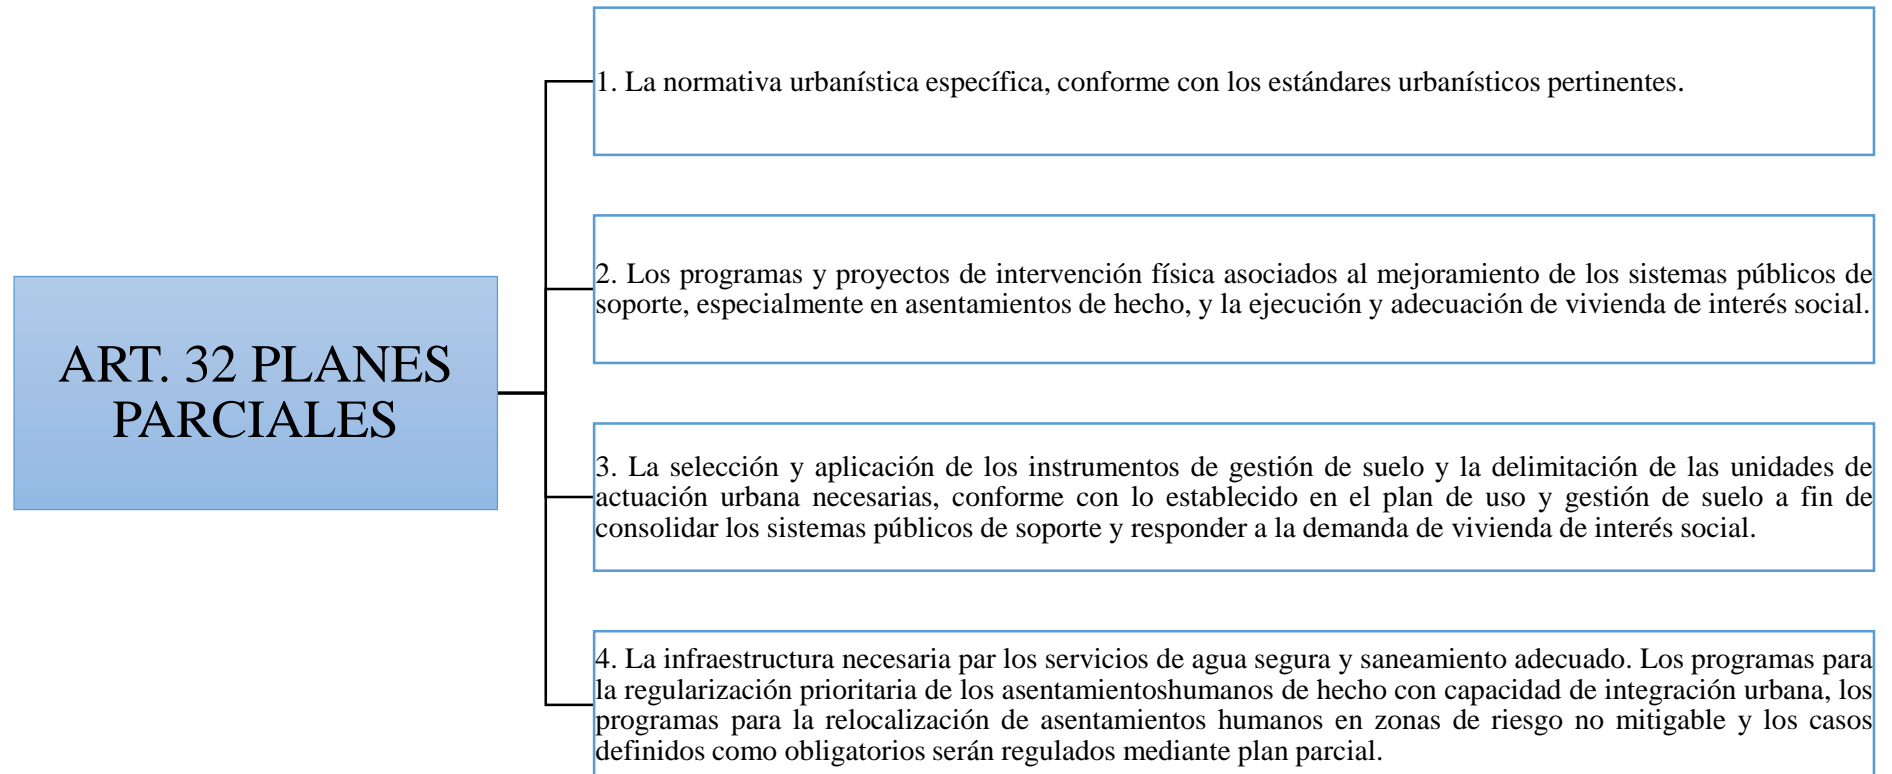 ART. 32 PLANES
PARCIALES
1. La normativa urbanística específica, conforme con los estándares urbanísticos pertinentes.
2. Los programas y proyectos de intervención física asociados al mejoramiento de los sistemas públicos de
soporte, especialmente en asentamientos de hecho, y la ejecución y adecuación de vivienda de interés social.
3. La selección y aplicación de los instrumentos de gestión de suelo y la delimitación de las unidades de
actuación urbana necesarias, conforme con lo establecido en el plan de uso y gestión de suelo a fin de
consolidar los sistemas públicos de soporte y responder a la demanda de vivienda de interés social.
4. La infraestructura necesaria par los servicios de agua segura y saneamiento adecuado. Los programas para
la regularización prioritaria de los asentamientoshumanos de hecho con capacidad de integración urbana, los
programas para la relocalización de asentamientos humanos en zonas de riesgo no mitigable y los casos
definidos como obligatorios serán regulados mediante plan parcial.